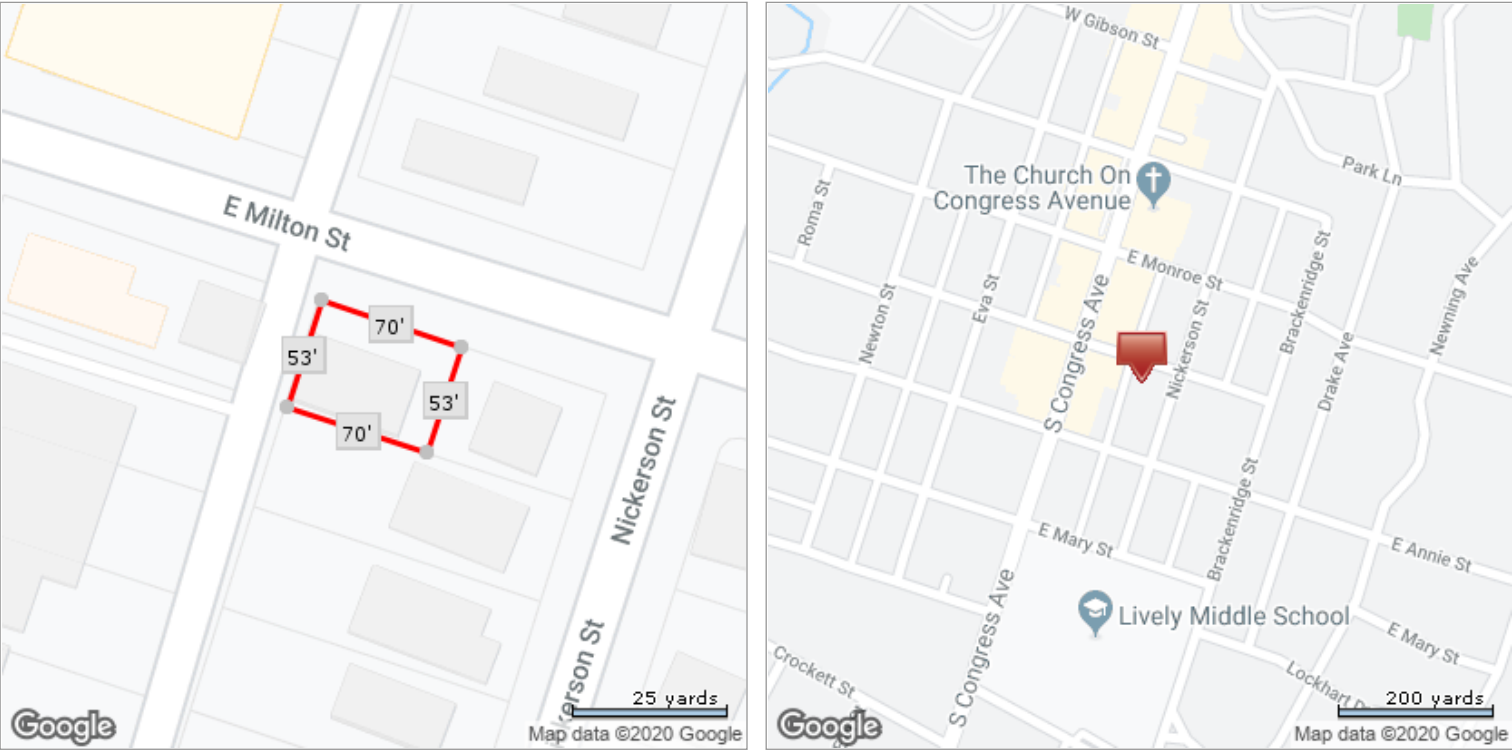 E Milton St
70'
53'
53'
70'
Nickerson St
25 yards
Google
Map data ©2020 Google
W Gibson St
Park Ln
The Church On
Congress Avenue
Roma St
E Monroe St
Brackenridge St
Newning Ave
Eva St
Newton St
S Congress Ave
Nickerson St
Drake Ave
E Mary St
Brackenridge St
E Annie St
Lively Middle School
S Congress Ave
E Mary St
Crockett St
Lockhart
200 yards
Google
Map data ©2020 Google